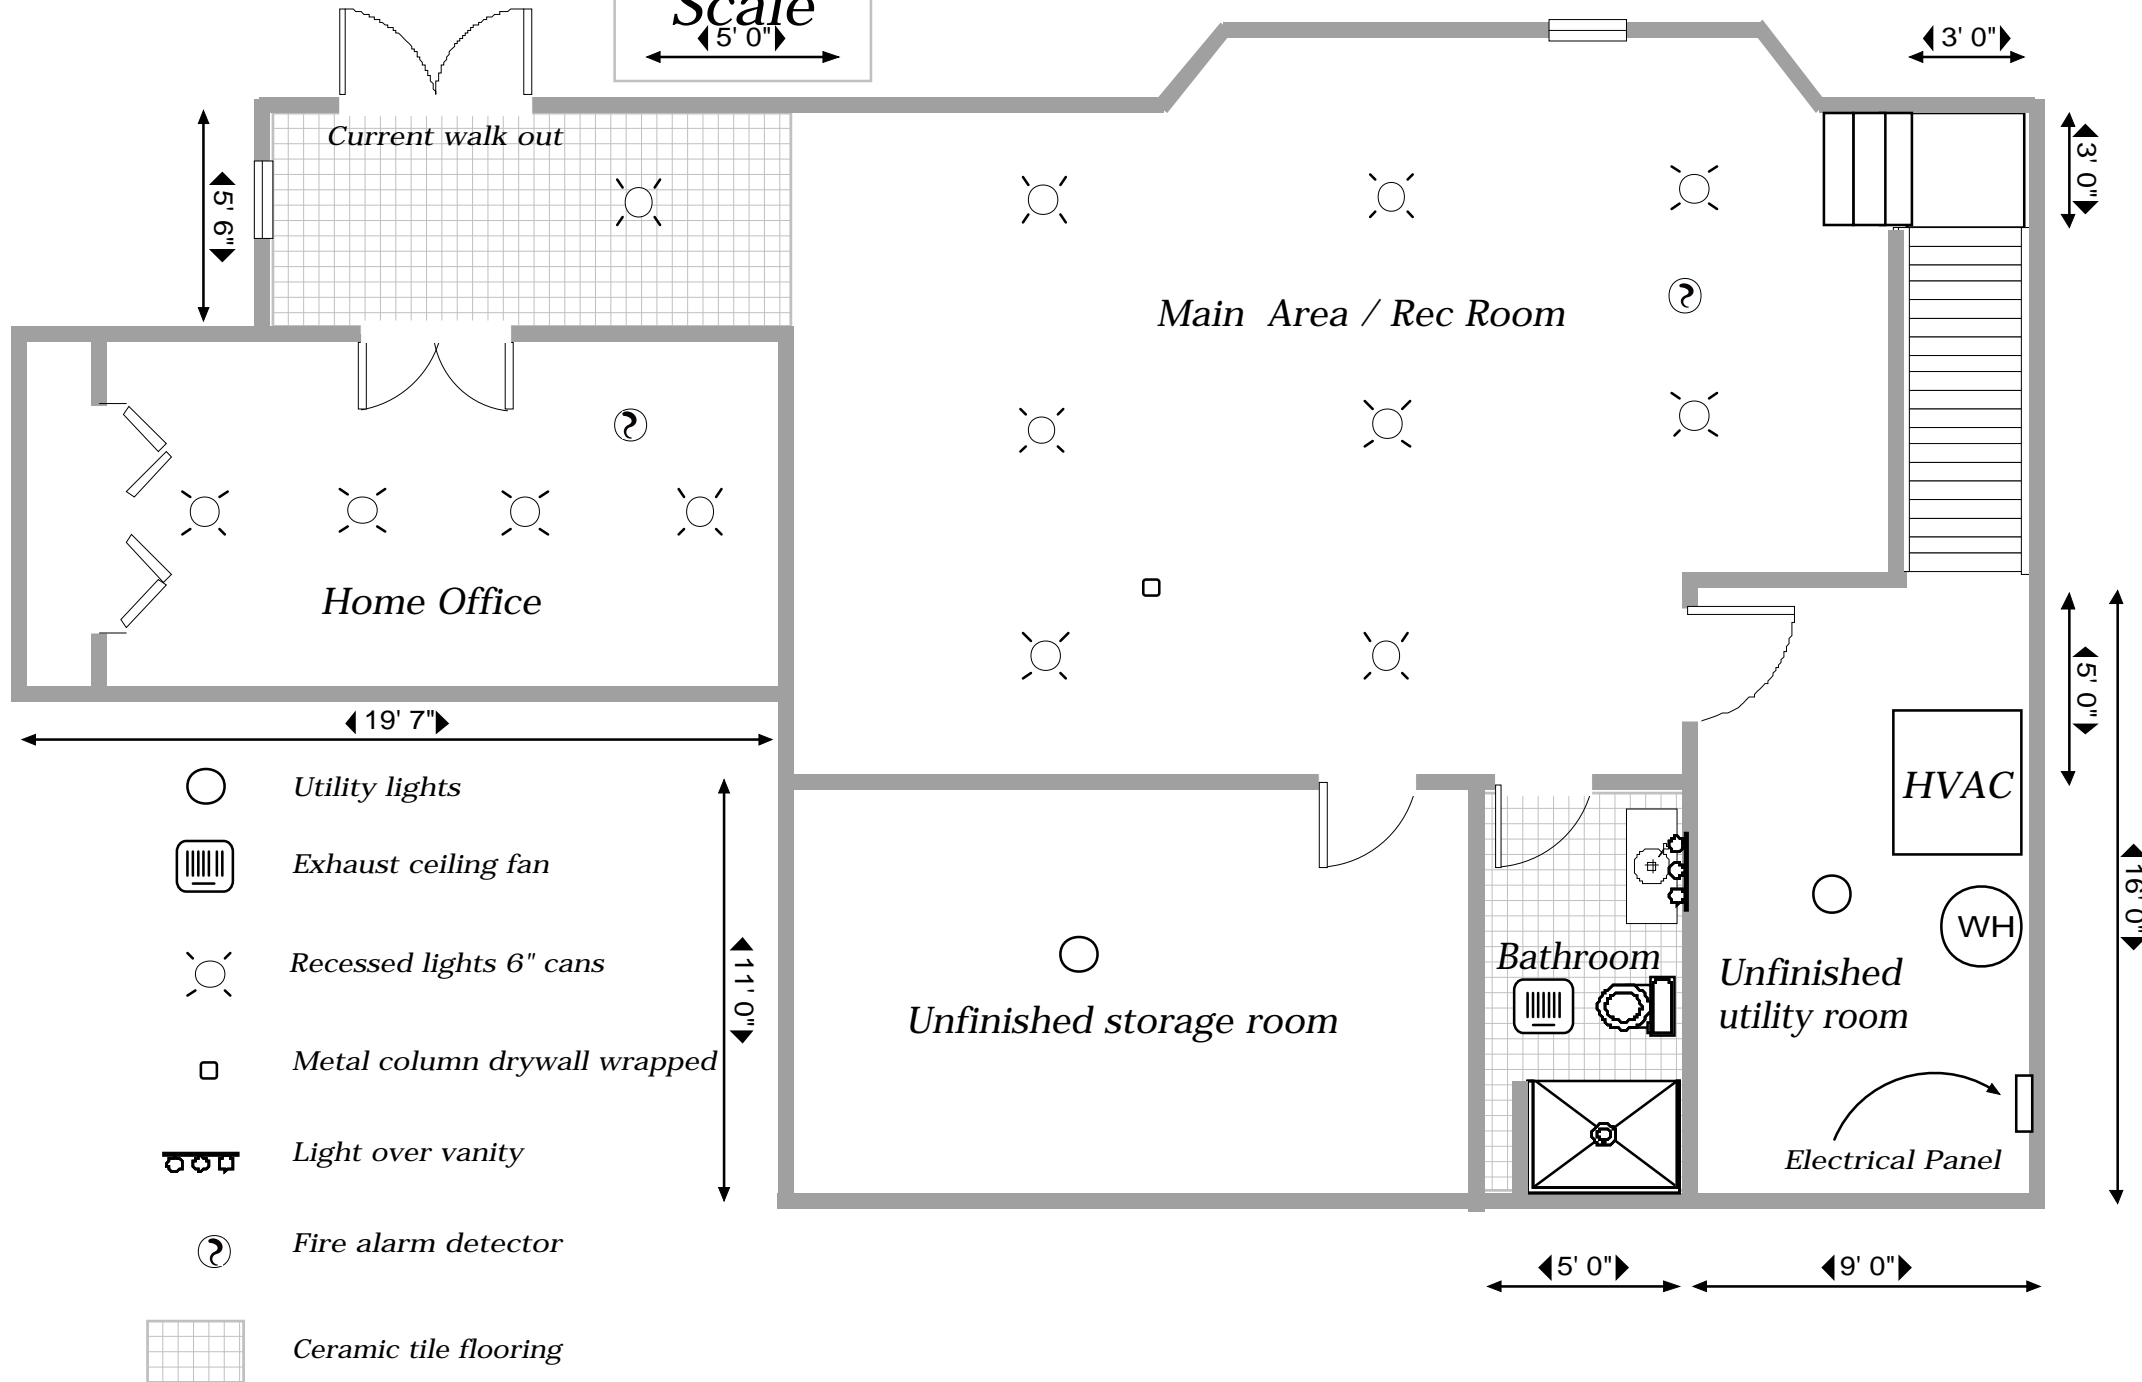 Scale
5' 0"
3' 0"
Current walk out
3' 0"
5' 6"
Main Area / Rec Room
Home Office
19' 7"
5' 0"
Utility lights
HVAC
Exhaust ceiling fan
16' 0"
WH
Bathroom
Recessed lights 6" cans
11' 0"
Unfinished storage room
Unfinished
utility room
Metal column drywall wrapped
Light over vanity
Electrical Panel
Fire alarm detector
5' 0"
9' 0"
Ceramic tile flooring